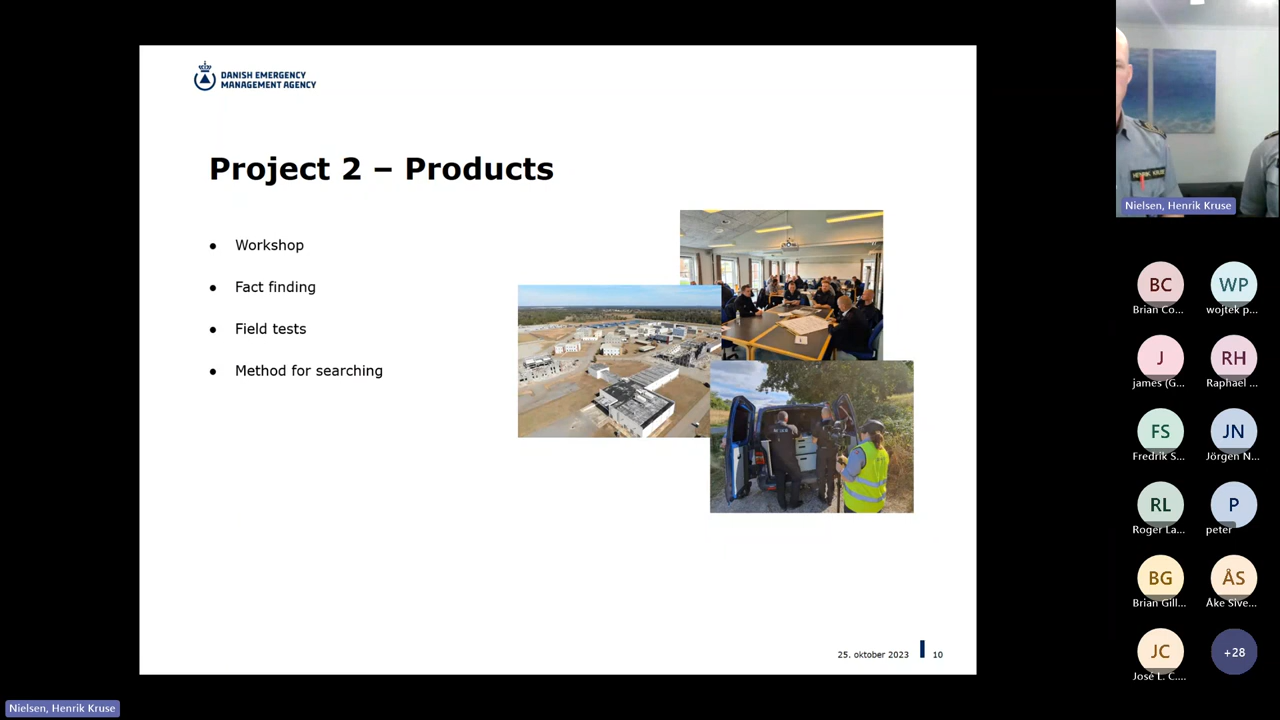 DANISH EMERGENCY
MANAGEMENT AGENCY
Project 2 – Products
● Workshop
● Fact finding
● Field tests
● Method for searching
25. oktober 2023
10
HENRIK KRUSE
Nielsen, Henrik Kruse
BC
Brian Co...
WP
wojtek p...
J
james (G...
RH
Raphael ...
FS
Fredrik S...
JN
Jörgen N...
RL
Roger La...
P
peter
BG
Brian Gill...
ÅS
Åke Sive...
JC
José L. C....
+28
Nielsen, Henrik Kruse